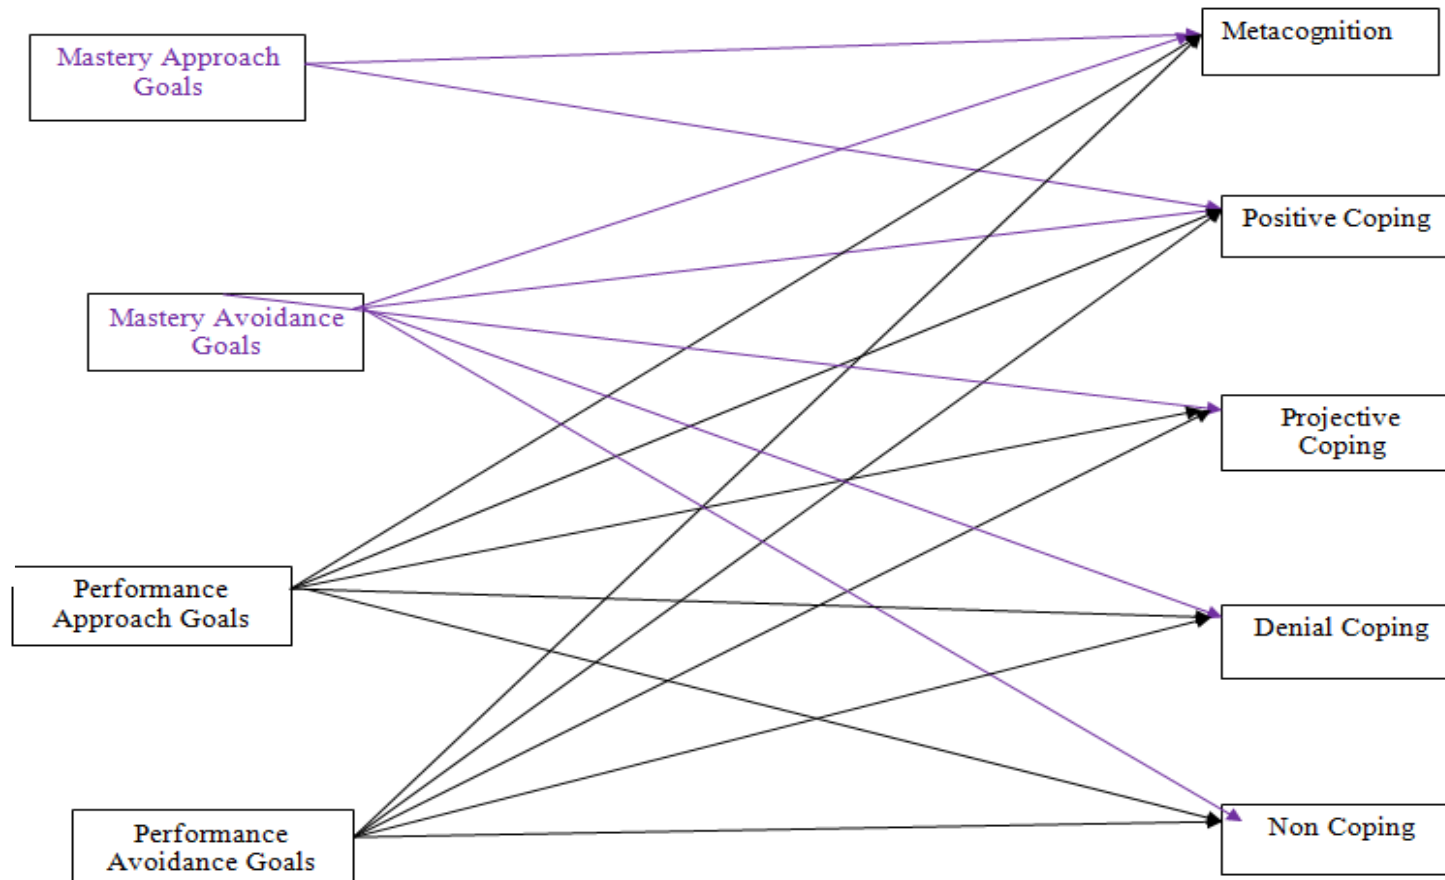 Mastery Approach
Goals
Mastery Avoidance
Goals
Performance
Approach Goals
Performance
Avoidance Goals
Metacognition
Positive Coping
Projective
Coping
Denial Coping
Non Coping